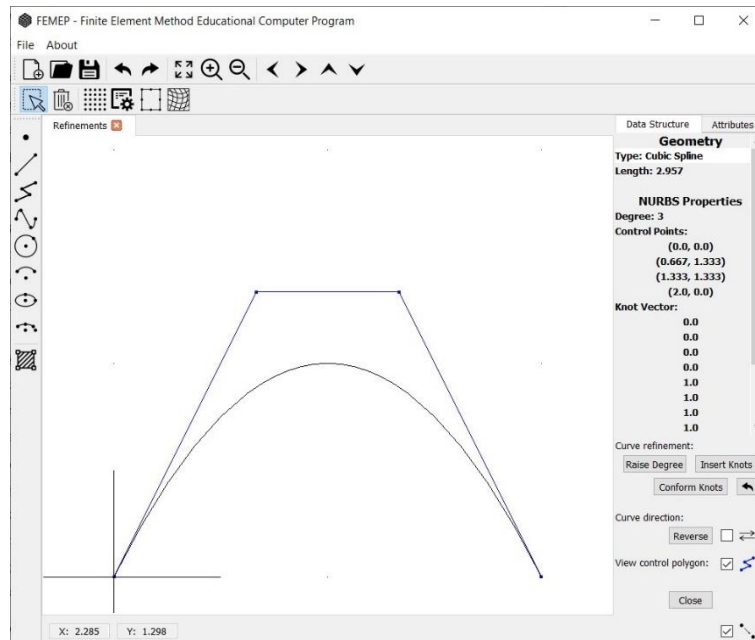 FEMEP - Finite Element Method Educational Computer Program
File About
Refinements
Data Structure Attributes
Geometry
Type: Cubic Spline
Length: 2.957
NURBS Properties
Degree: 3
Control Points:
(0.0, 0.0)
(0.667, 1.333)
(1.333, 1.333)
(2.0, 0.0)
Knot Vector:
0.0
0.0
0.0
0.0
1.0
1.0
1.0
1.0
Curve refinement:
Raise Degree Insert Knots
Conform Knots
Curve direction:
Reverse
View control polygon:
Close
X: 2.285 Y: 1.298